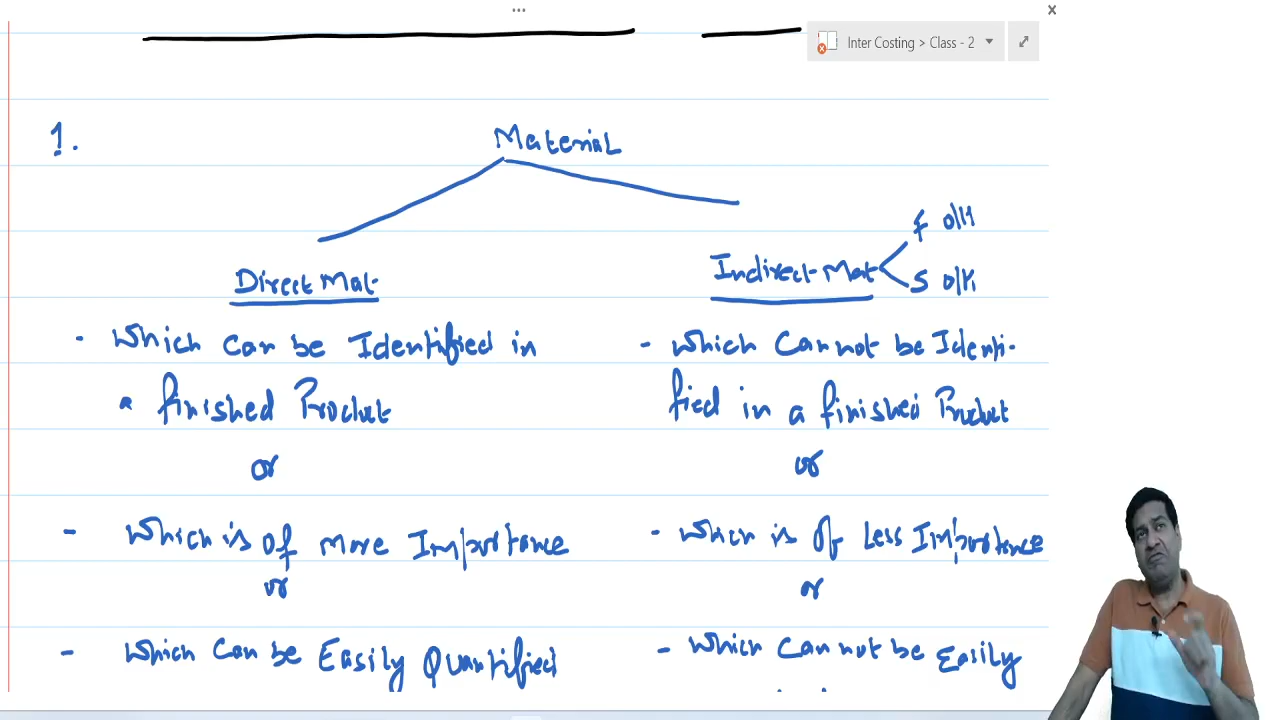 ...
Inter Costing > Class - 2
1.
Material
Direct Mat.
Indirect Mat
F O/H
S O/H
- Which can be Identified in
a finished Product
or
- Which is of More Importance
or
- Which can be Easily Quantified
- Which Cannot be Identi-
fied in a finished Product
or
- Which is of Less Importance
or
- Which Cannot be Easily